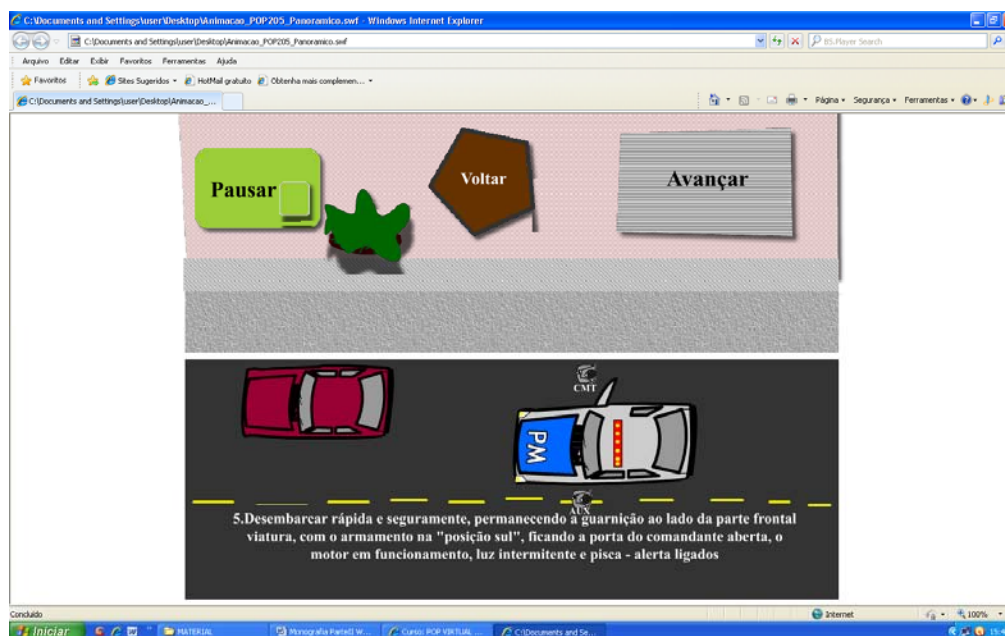 C:\Documents and Settings\user\Desktop\Animacao_POP205_Panoramico.swf - Windows Internet Explorer
C:\Documents and Settings\user\Desktop\Animacao_POP205_Panoramico.swf
BS.Player Search
Arquivo Editar Exibir Favoritos Ferramentas Ajuda
Favoritos Sites Sugeridos HotMail gratuito Obtenha mais complemen...
C:\Documents and Settings\user\Desktop\Animacao_... Página Segurança Ferramentas
Pausar
Voltar
Avançar
CMT
PM
AUX
5.Desembarcar rápida e seguramente, permanecendo a guarnição ao lado da parte frontal
viatura, com o armamento na "posição sul", ficando a porta do comandante aberta, o
motor em funcionamento, luz intermitente e pisca - alerta ligados
Concluído Internet 100%
Iniciar MATERIAL Monografia ParteII W... Curso: POP VIRTUAL ... C:\Documents and Se...